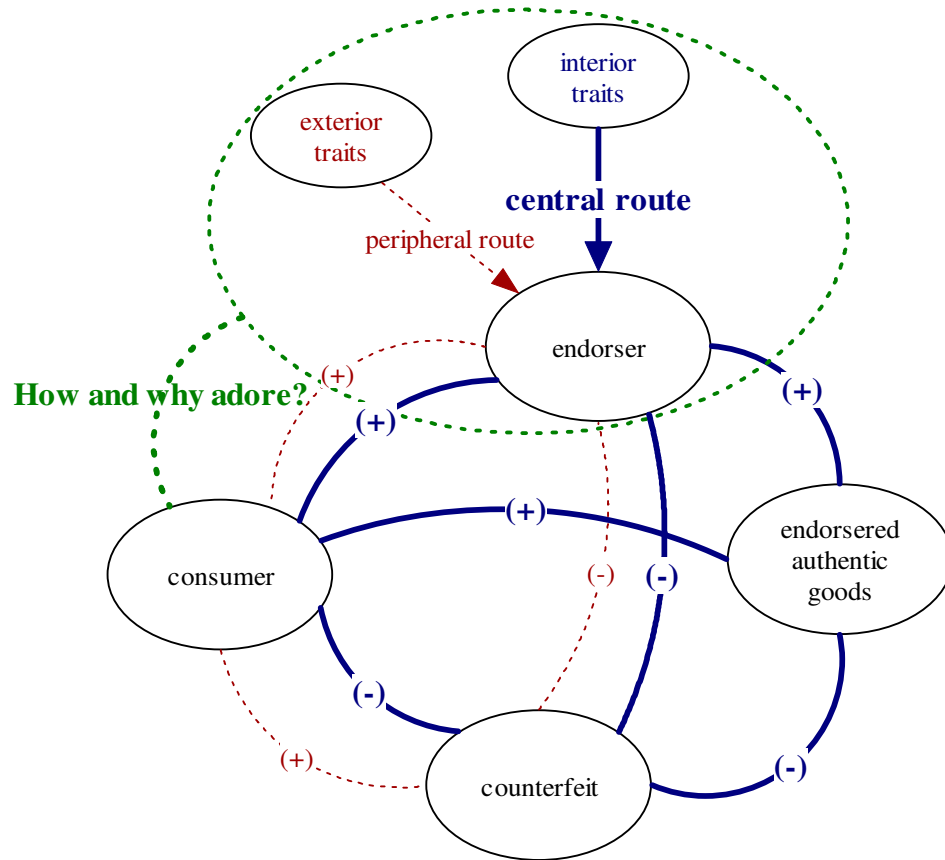 interior
traits
exterior
traits
central route
peripheral route
endorser
(+)
(+)
How and why adore?
(+)
(+)
endorsered
authentic
goods
consumer
(-)
(-)
(-)
(+)
(-)
counterfeit